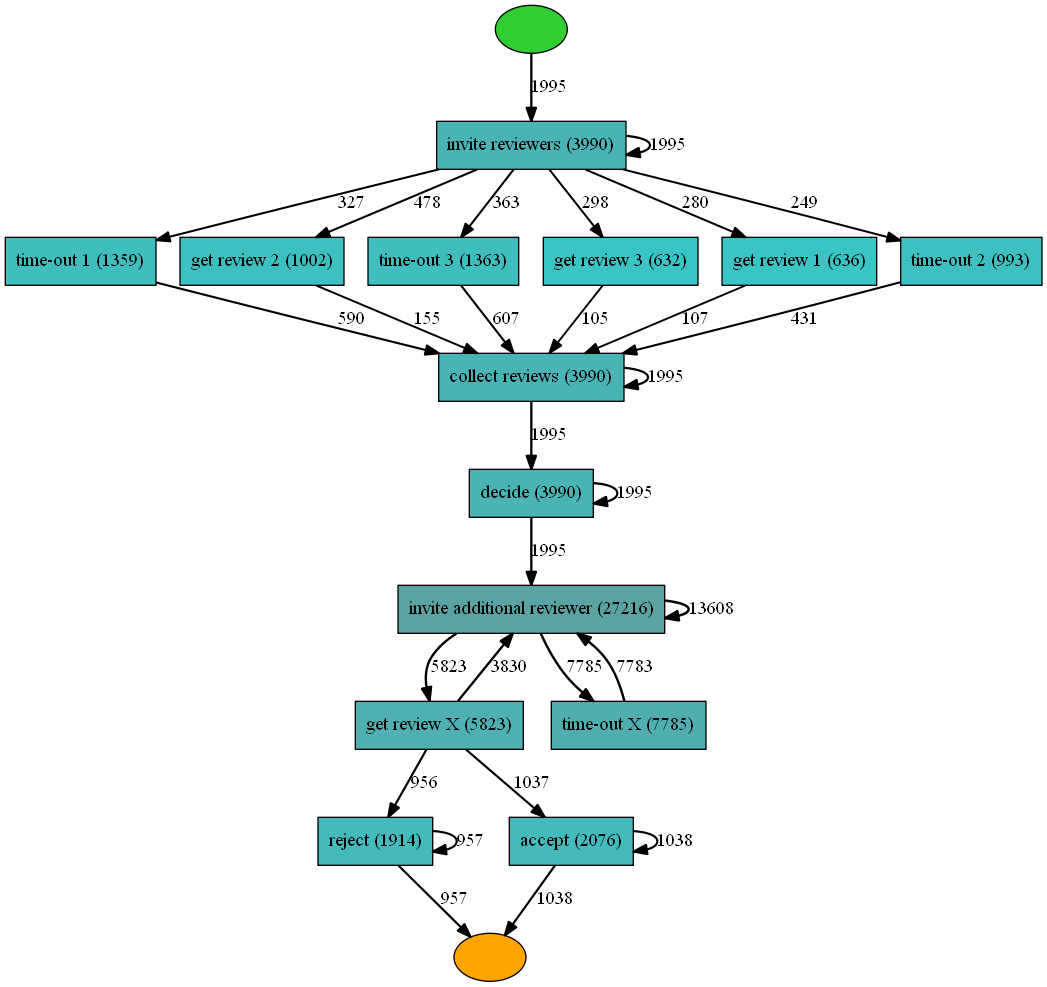 1995
invite reviewers (3990)
1995
327
478
363
298
280
249
time-out 1 (1359)
get review 2 (1002)
time-out 3 (1363)
get review 3 (632)
get review 1 (636)
time-out 2 (993)
590
155
607
105
107
431
collect reviews (3990)
1995
1995
decide (3990)
1995
1995
invite additional reviewer (27216)
13608
5823
3830
7785
7783
get review X (5823)
time-out X (7785)
956
1037
reject (1914)
957
accept (2076)
1038
957
1038